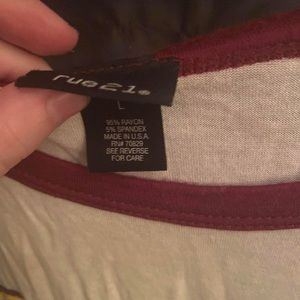 rue21.
L
95% RAYON
5% SPANDEX
MADE IN U.S.A.
RN# 70829
SEE REVERSE
FOR CARE